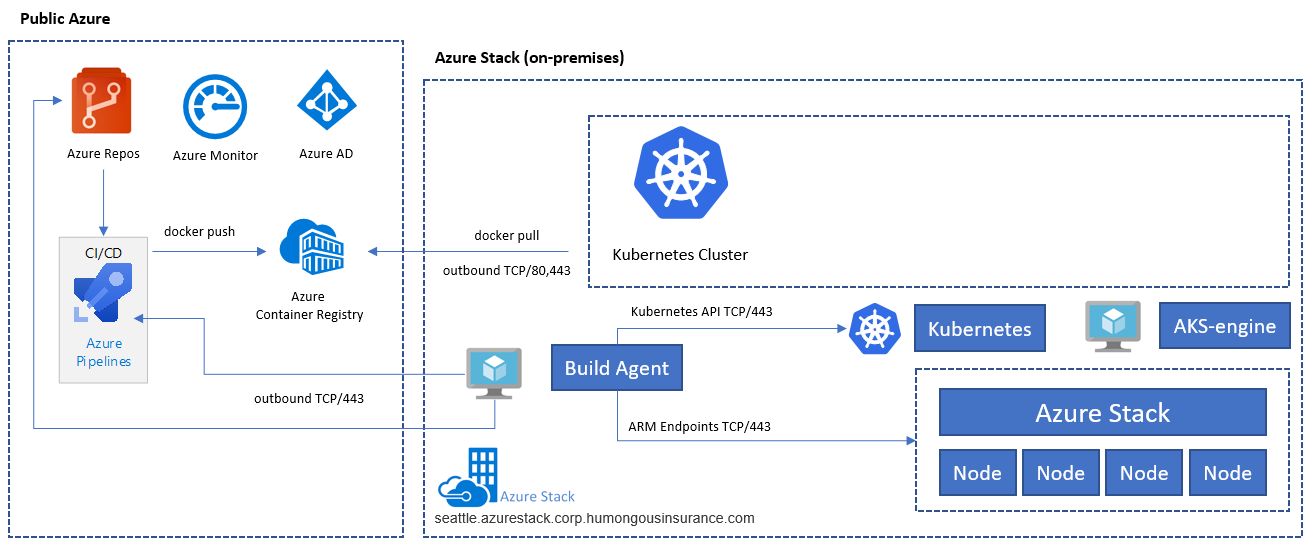 Public Azure
Azure Stack (on-premises)
Azure Repos
Azure Monitor
Azure AD
CI/CD
Azure
Pipelines
docker push
Azure
Container Registry
docker pull
outbound TCP/80,443
outbound TCP/443
Kubernetes Cluster
Kubernetes API TCP/443
Kubernetes
AKS-engine
Build Agent
ARM Endpoints TCP/443
Azure Stack
Node
Node
Node
Node
Azure Stack
seattle.azurestack.corp.humongousinsurance.com